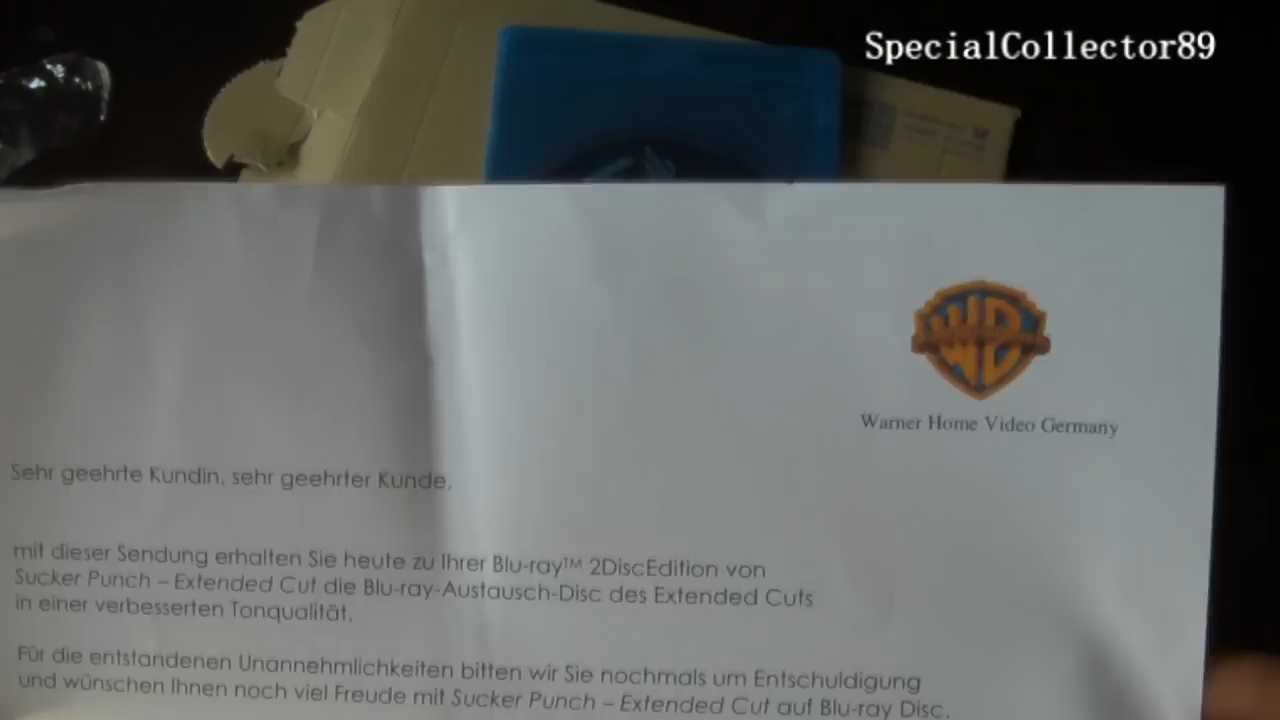 SpecialCollector89
WB
Warner Home Video Germany
Sehr geehrte Kundin, sehr geehrter Kunde,
mit dieser Sendung erhalten Sie heute zu Ihrer Blu-ray™ 2DiscEdition von
Sucker Punch – Extended Cut die Blu-ray-Austausch-Disc des Extended Cuts
in einer verbesserten Tonqualität.
Für die entstandenen Unannehmlichkeiten bitten wir Sie nochmals um Entschuldigung
und wünschen Ihnen noch viel Freude mit Sucker Punch – Extended Cut auf Blu-ray Disc.